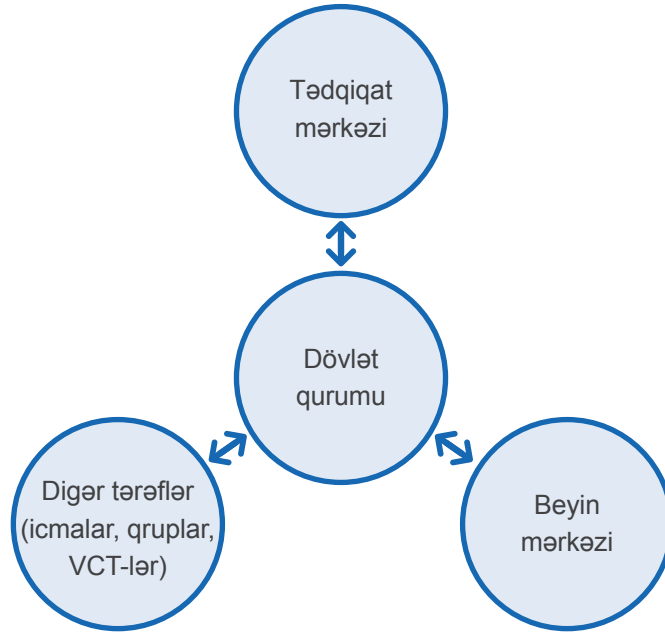 Tədqiqat
mərkəzi
Dövlət
qurumu
Digər tərəflər
(icmalar, qruplar,
VCT-lər)
Beyin
mərkəzi